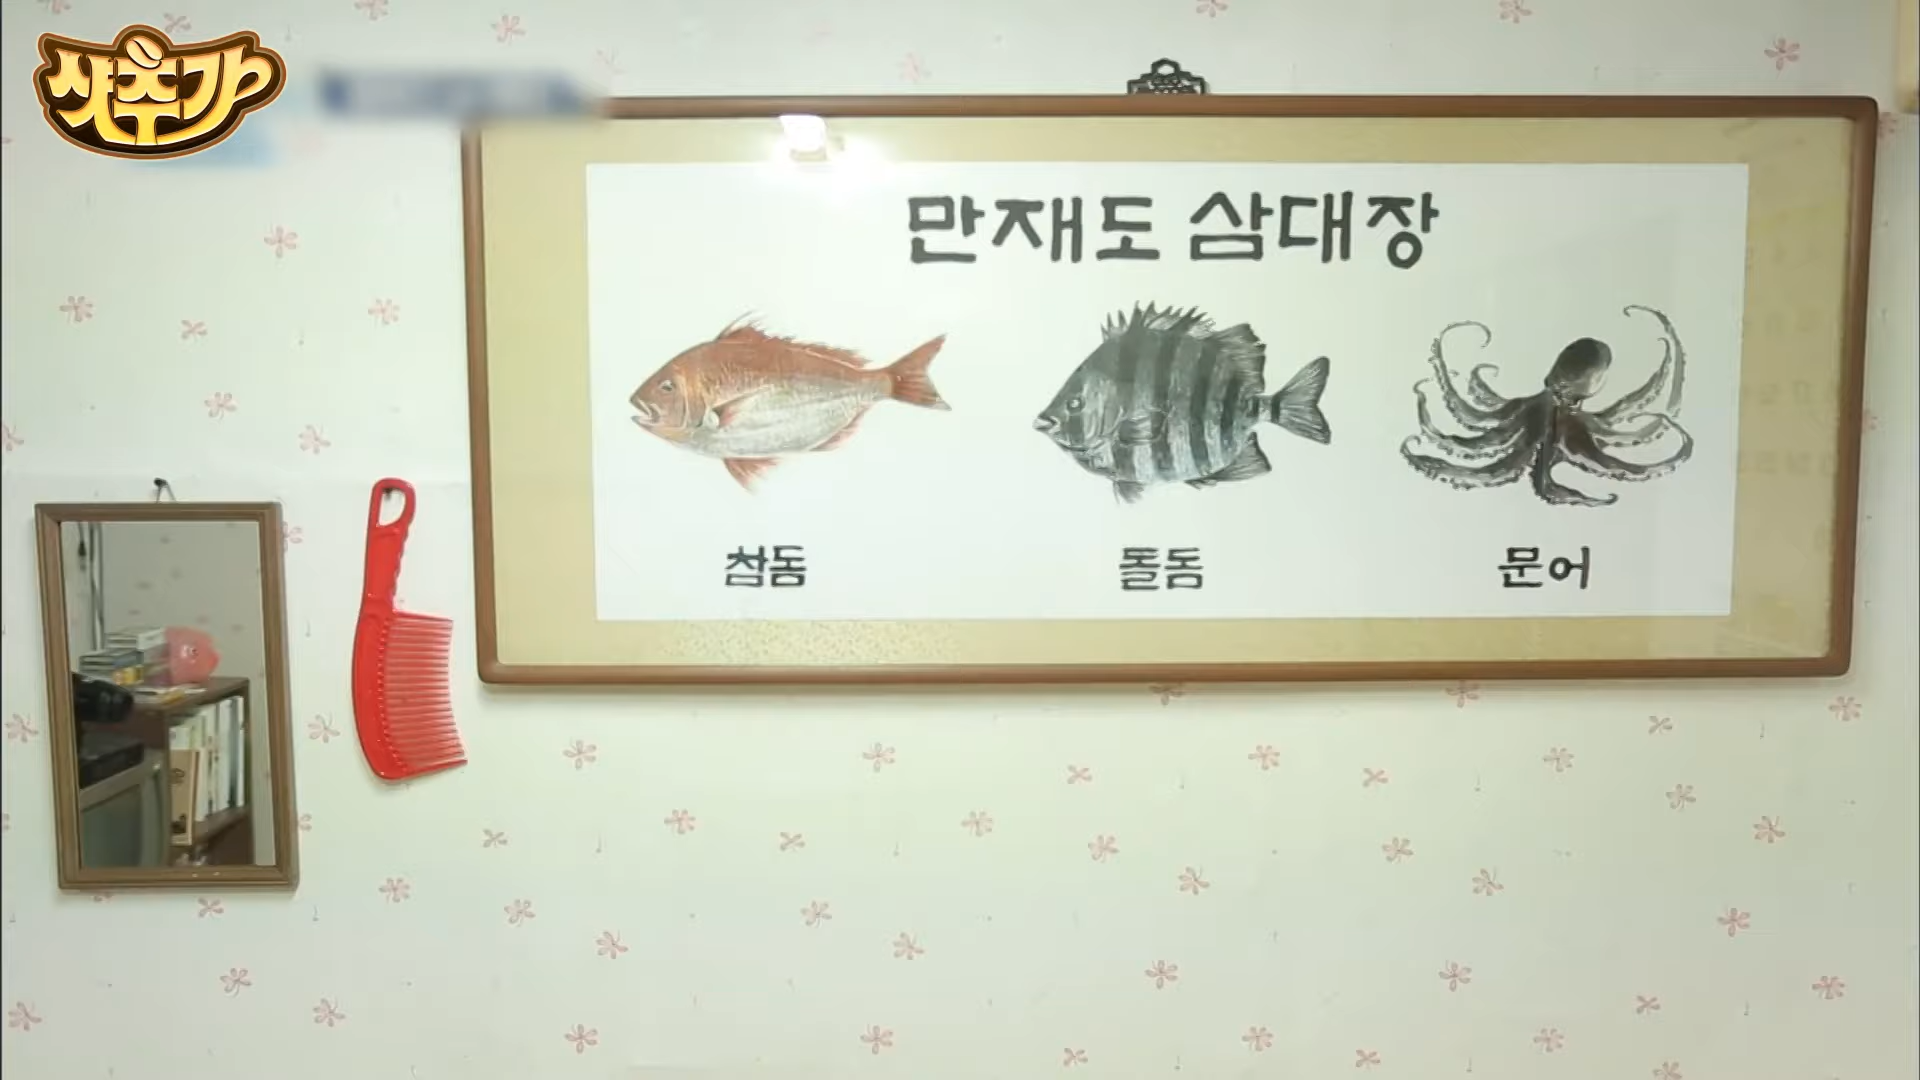 샷추가
만재도 삼대장
참돔
돌돔
문어